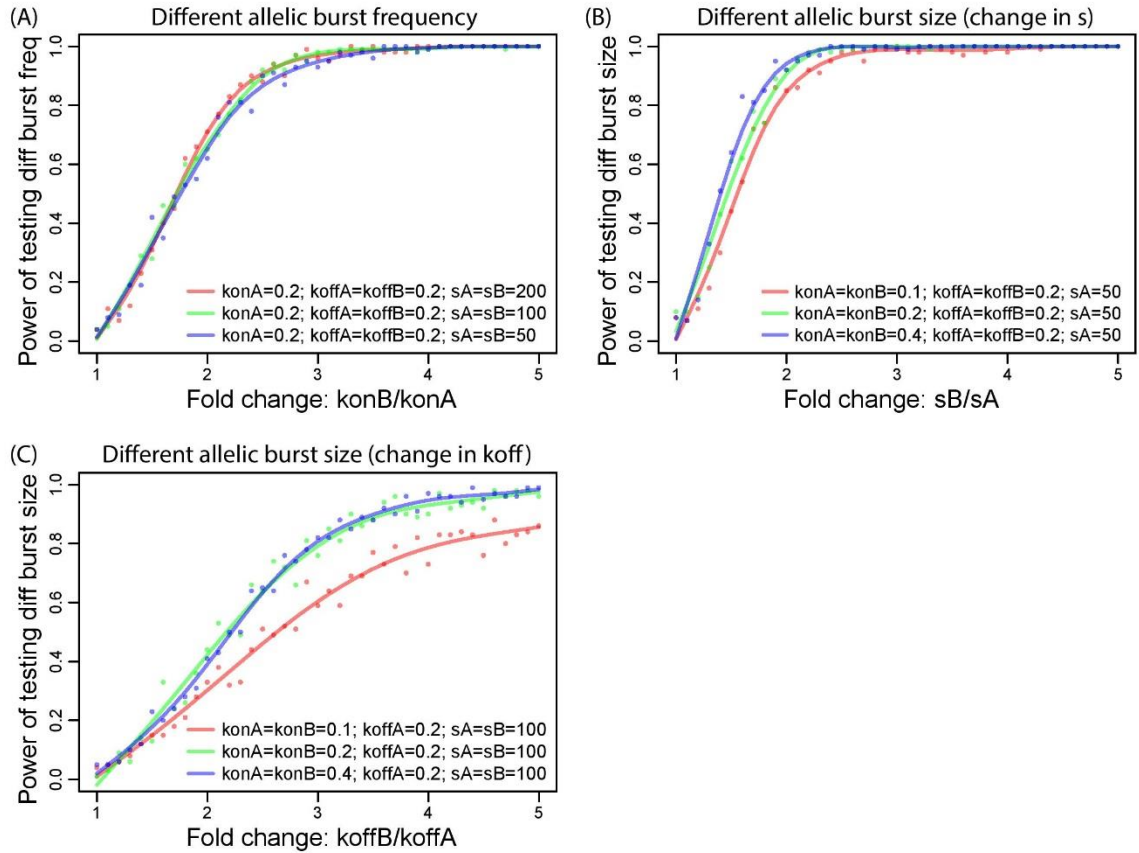 (A) Different allelic burst frequency
Power of testing diff burst freq
0.0 0.2 0.4 0.6 0.8 1.0
konA=0.2; koffA=koffB=0.2; sA=sB=200
konA=0.2; koffA=koffB=0.2; sA=sB=100
konA=0.2; koffA=koffB=0.2; sA=sB=50
1 2 3 4 5
Fold change: konB/konA
(B) Different allelic burst size (change in s)
Power of testing diff burst size
0.0 0.2 0.4 0.6 0.8 1.0
konA=konB=0.1; koffA=koffB=0.2; sA=50
konA=konB=0.2; koffA=koffB=0.2; sA=50
konA=konB=0.4; koffA=koffB=0.2; sA=50
1 2 3 4 5
Fold change: sB/sA
(C) Different allelic burst size (change in koff)
Power of testing diff burst size
0.0 0.2 0.4 0.6 0.8 1.0
konA=konB=0.1; koffA=0.2; sA=sB=100
konA=konB=0.2; koffA=0.2; sA=sB=100
konA=konB=0.4; koffA=0.2; sA=sB=100
1 2 3 4 5
Fold change: koffB/koffA